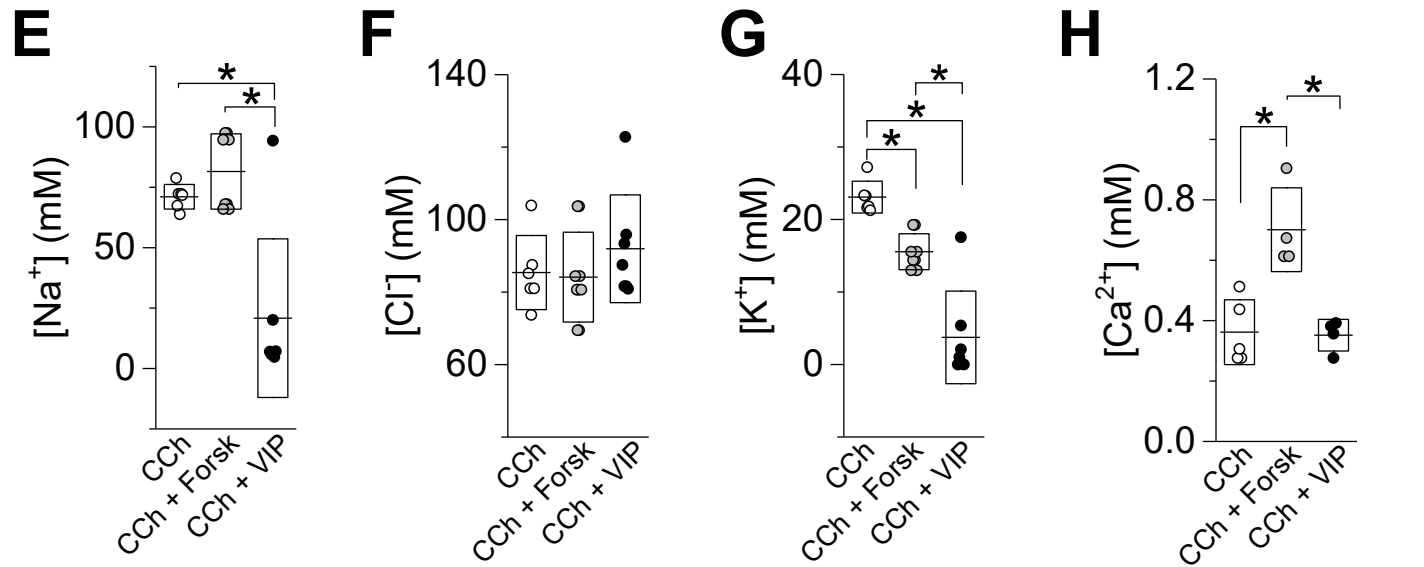 E
*
*
100
50
0
[Na⁺] (mM)
CCh
CCh + Forsk
CCh + VIP
F
140
100
60
[Cl⁻] (mM)
CCh
CCh + Forsk
CCh + VIP
G
*
*
*
40
20
0
[K⁺] (mM)
CCh
CCh + Forsk
CCh + VIP
H
*
*
1.2
0.8
0.4
0.0
[Ca²⁺] (mM)
CCh
CCh + Forsk
CCh + VIP